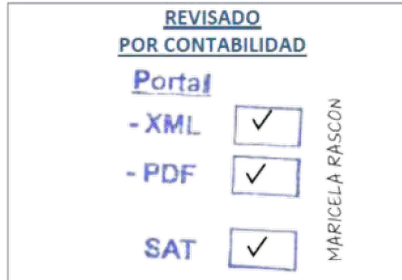 REVISADO
POR CONTABILIDAD
Portal
- XML ✓
- PDF ✓
SAT ✓
MARICELA RASCON